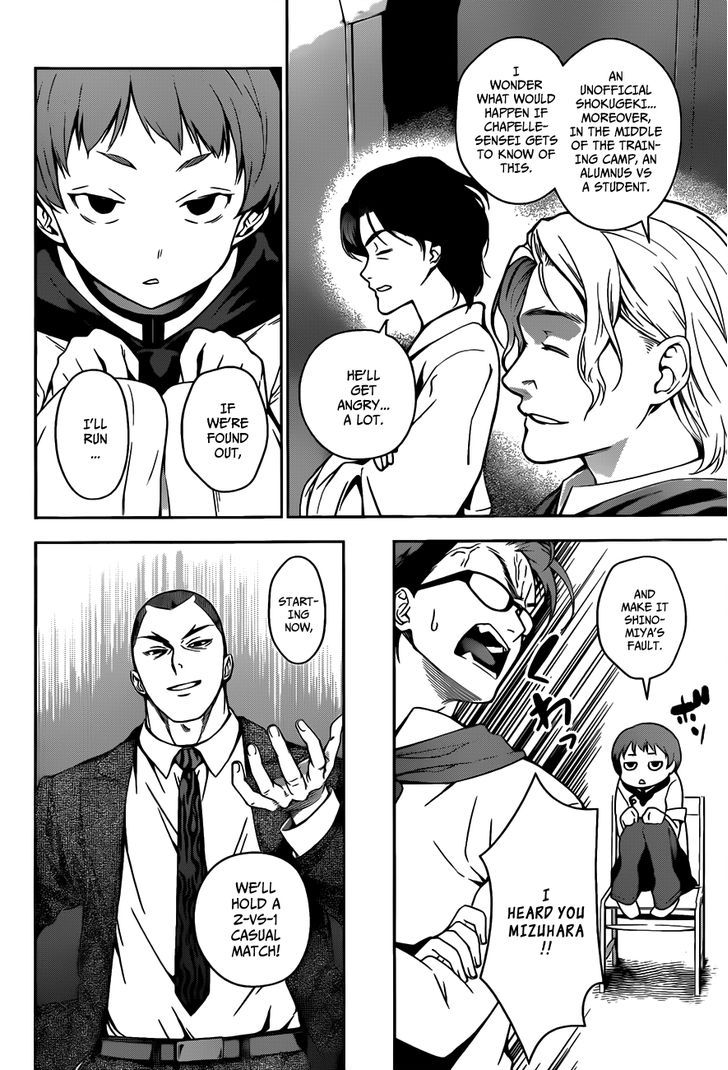 AN
UNOFFICIAL
SHOKUGEKI...
MOREOVER,
IN THE MIDDLE
OF THE TRAIN-
ING CAMP, AN
ALUMNUS VS
A STUDENT.
I
WONDER
WHAT WOULD
HAPPEN IF
CHAPELLE-
SENSEI GETS
TO KNOW OF
THIS.
HE'LL
GET
ANGRY...
A LOT.
IF
WE'RE
FOUND
OUT,
I'LL
RUN
...
AND
MAKE IT
SHINO-
MIYA'S
FAULT.
ボソッ
I
HEARD YOU
MIZUHARA
!!
START-
ING
NOW,
WE'LL
HOLD A
2-VS-1
CASUAL
MATCH!